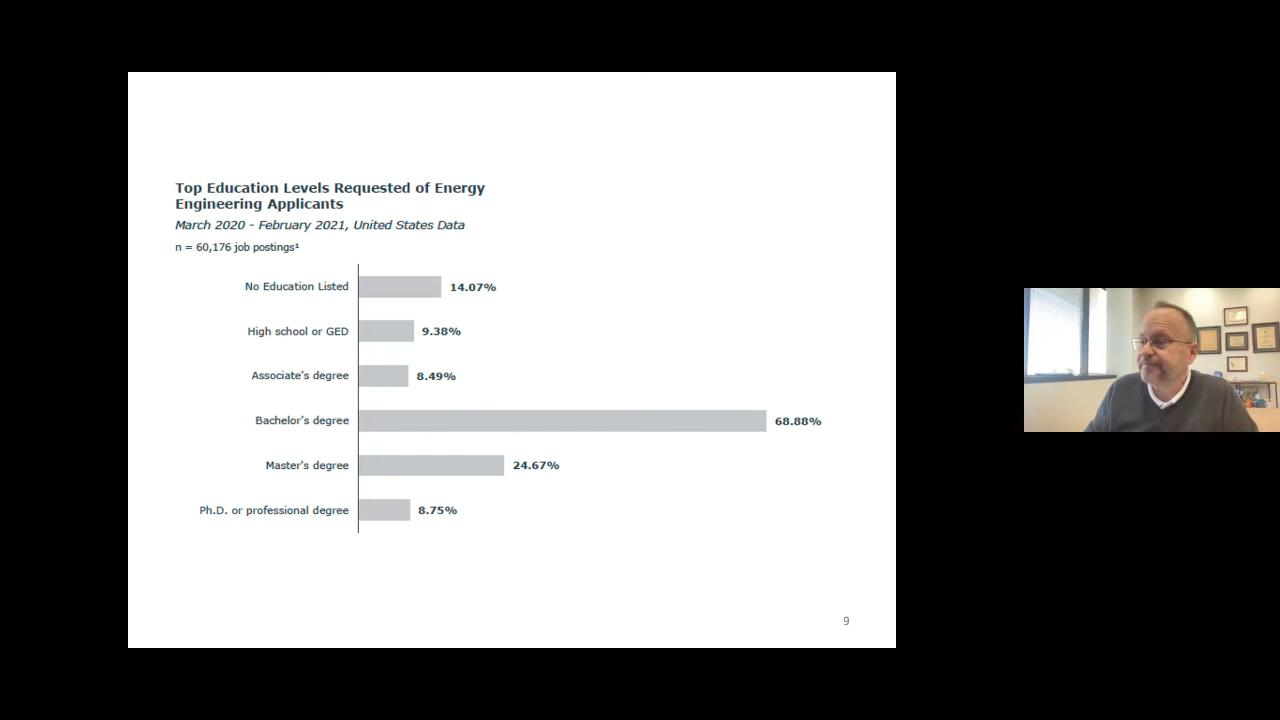 Top Education Levels Requested of Energy
Engineering Applicants
March 2020 - February 2021, United States Data
n = 60,176 job postings¹
No Education Listed 14.07%
High school or GED 9.38%
Associate's degree 8.49%
Bachelor's degree 68.88%
Master's degree 24.67%
Ph.D. or professional degree 8.75%
9